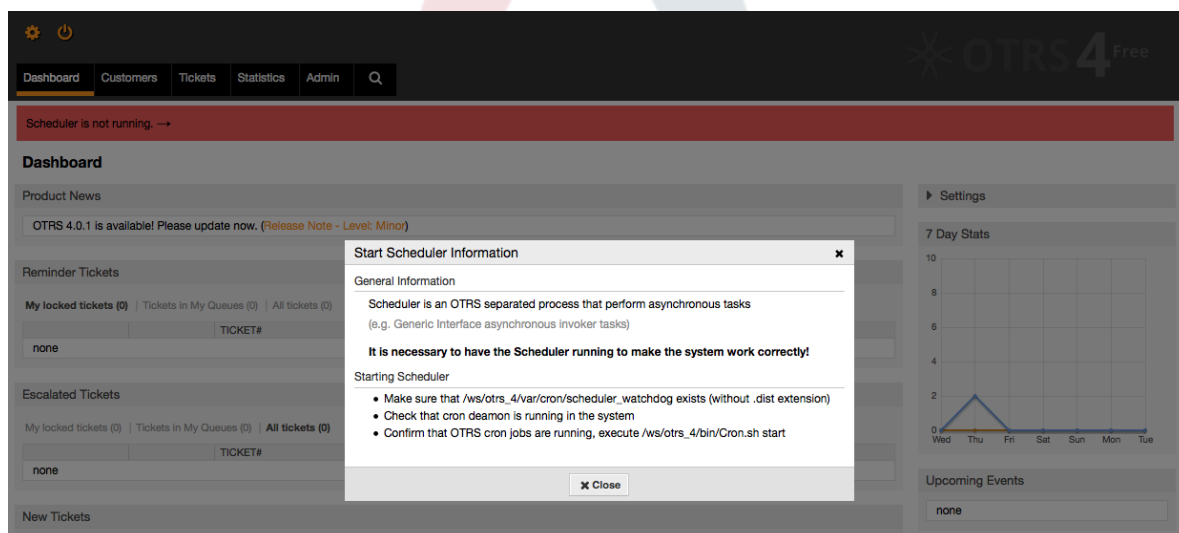 OTRS 4 Free
Dashboard Customers Tickets Statistics Admin
Scheduler is not running. →
Dashboard
Product News
OTRS 4.0.1 is available! Please update now. (Release Note - Level: Minor)
Reminder Tickets
My locked tickets (0) | Tickets in My Queues (0) | All tickets (0)
TICKET#
none
Escalated Tickets
My locked tickets (0) | Tickets in My Queues (0) | All tickets (0)
TICKET#
none
New Tickets
Start Scheduler Information
General Information
Scheduler is an OTRS separated process that perform asynchronous tasks
(e.g. Generic Interface asynchronous invoker tasks)
It is necessary to have the Scheduler running to make the system work correctly!
Starting Scheduler
• Make sure that /ws/otrs_4/var/cron/scheduler_watchdog exists (without .dist extension)
• Check that cron deamon is running in the system
• Confirm that OTRS cron jobs are running, execute /ws/otrs_4/bin/Cron.sh start
Close
Settings
7 Day Stats
10
8
6
4
2
0
Wed Thu Fri Sat Sun Mon Tue
Upcoming Events
none